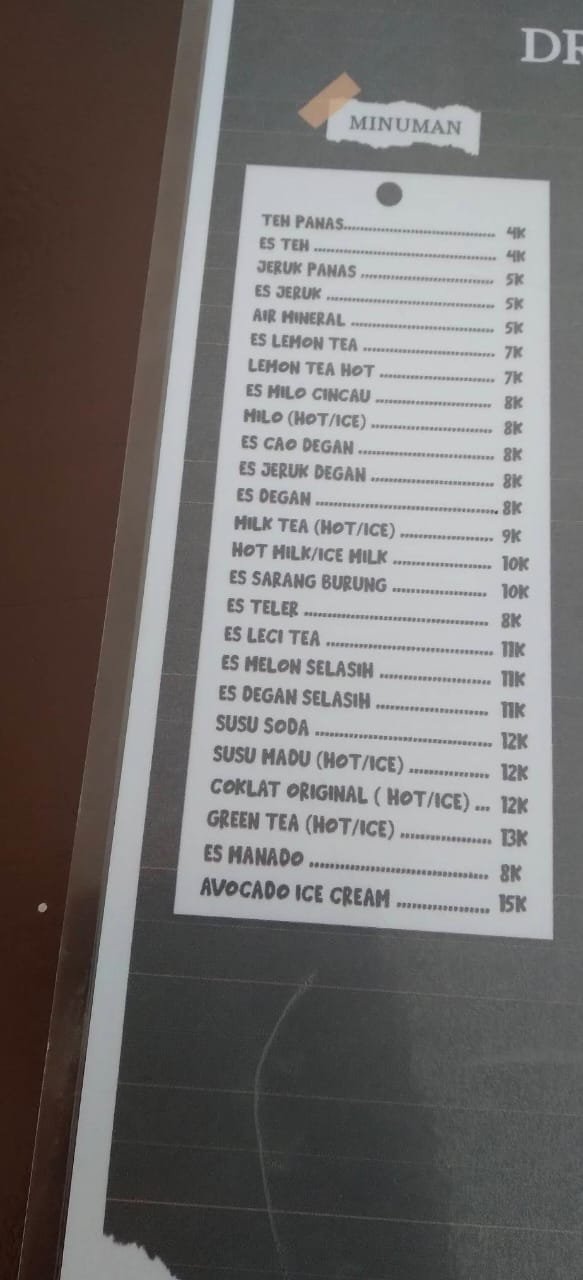 DR
MINUMAN
TEH PANAS........................................ 4K
ES TEH ............................................... 4K
JERUK PANAS ................................... 5K
ES JERUK ........................................... 5K
AIR MINERAL .................................... 5K
ES LEMON TEA ................................. 7K
LEMON TEA HOT ............................. 7K
ES MILO CINCAU ............................. 8K
MILO (HOT/ICE) .............................. 8K
ES CAO DEGAN ................................ 8K
ES JERUK DEGAN ............................ 8K
ES DEGAN .......................................... 8K
MILK TEA (HOT/ICE) ...................... 9K
HOT MILK/ICE MILK ......................... 10K
ES SARANG BURUNG ...................... 10K
ES TELER .......................................... 8K
ES LECI TEA ...................................... 11K
ES MELON SELASIH ......................... 11K
ES DEGAN SELASIH ......................... 11K
SUSU SODA ....................................... 12K
SUSU MADU (HOT/ICE) .................. 12K
COKLAT ORIGINAL ( HOT/ICE) ... 12K
GREEN TEA (HOT/ICE) .................... 13K
ES MANADO ...................................... 8K
AVOCADO ICE CREAM .................... 15K